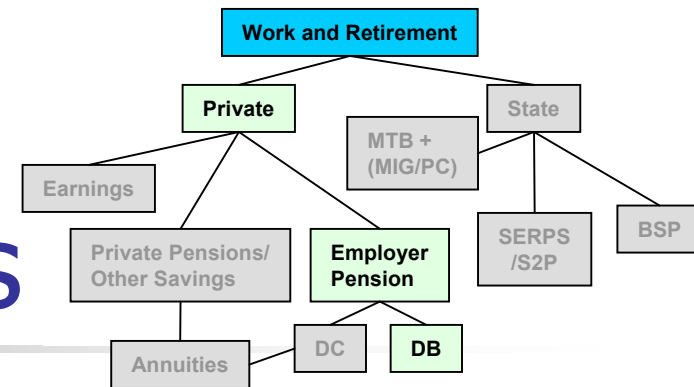 Work and Retirement
Private
State
MTB +
(MIG/PC)
Earnings
Private Pensions/
Other Savings
Employer
Pension
SERPS
/S2P
BSP
s
Annuities
DC
DB